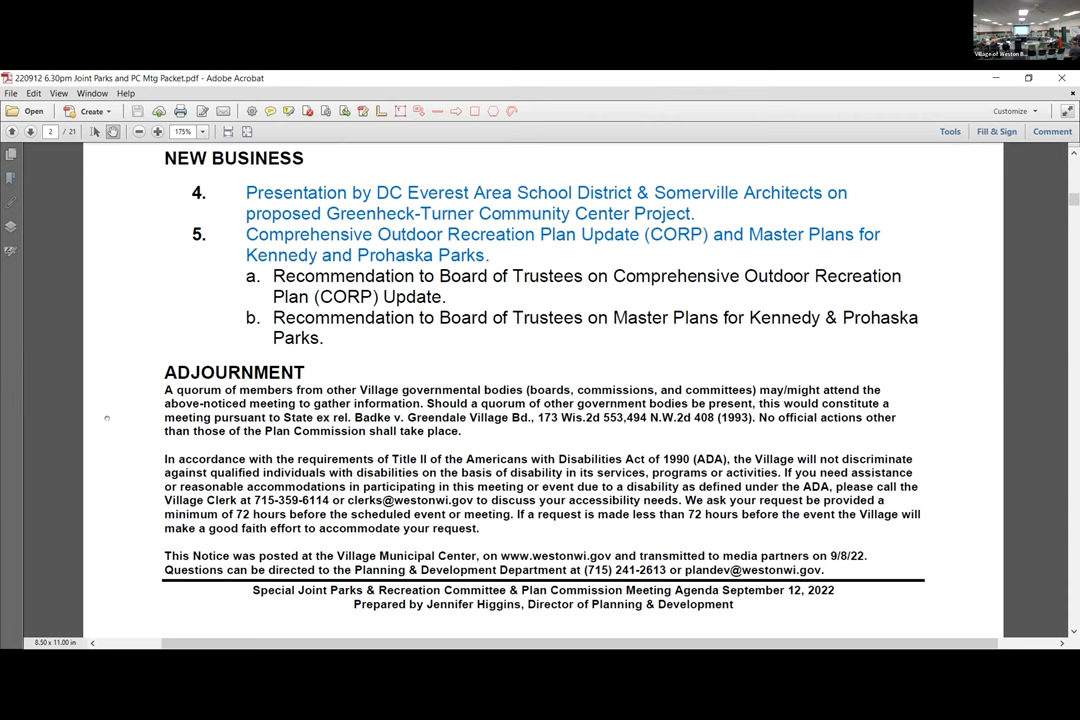 Village of Weston B...
220912 6.30pm Joint Parks and PC Mtg Packet.pdf - Adobe Acrobat
File Edit View Window Help
Open Create Customize
2 / 21 175% Tools Fill & Sign Comment
NEW BUSINESS
4. Presentation by DC Everest Area School District & Somerville Architects on
proposed Greenheck-Turner Community Center Project.
5. Comprehensive Outdoor Recreation Plan Update (CORP) and Master Plans for
Kennedy and Prohaska Parks.
a. Recommendation to Board of Trustees on Comprehensive Outdoor Recreation
Plan (CORP) Update.
b. Recommendation to Board of Trustees on Master Plans for Kennedy & Prohaska
Parks.
ADJOURNMENT
A quorum of members from other Village governmental bodies (boards, commissions, and committees) may/might attend the
above-noticed meeting to gather information. Should a quorum of other government bodies be present, this would constitute a
meeting pursuant to State ex rel. Badke v. Greendale Village Bd., 173 Wis.2d 553,494 N.W.2d 408 (1993). No official actions other
than those of the Plan Commission shall take place.
In accordance with the requirements of Title II of the Americans with Disabilities Act of 1990 (ADA), the Village will not discriminate
against qualified individuals with disabilities on the basis of disability in its services, programs or activities. If you need assistance
or reasonable accommodations in participating in this meeting or event due to a disability as defined under the ADA, please call the
Village Clerk at 715-359-6114 or clerks@westonwi.gov to discuss your accessibility needs. We ask your request be provided a
minimum of 72 hours before the scheduled event or meeting. If a request is made less than 72 hours before the event the Village will
make a good faith effort to accommodate your request.
This Notice was posted at the Village Municipal Center, on www.westonwi.gov and transmitted to media partners on 9/8/22.
Questions can be directed to the Planning & Development Department at (715) 241-2613 or plandev@westonwi.gov.
Special Joint Parks & Recreation Committee & Plan Commission Meeting Agenda September 12, 2022
Prepared by Jennifer Higgins, Director of Planning & Development
8.50 x 11.00 in